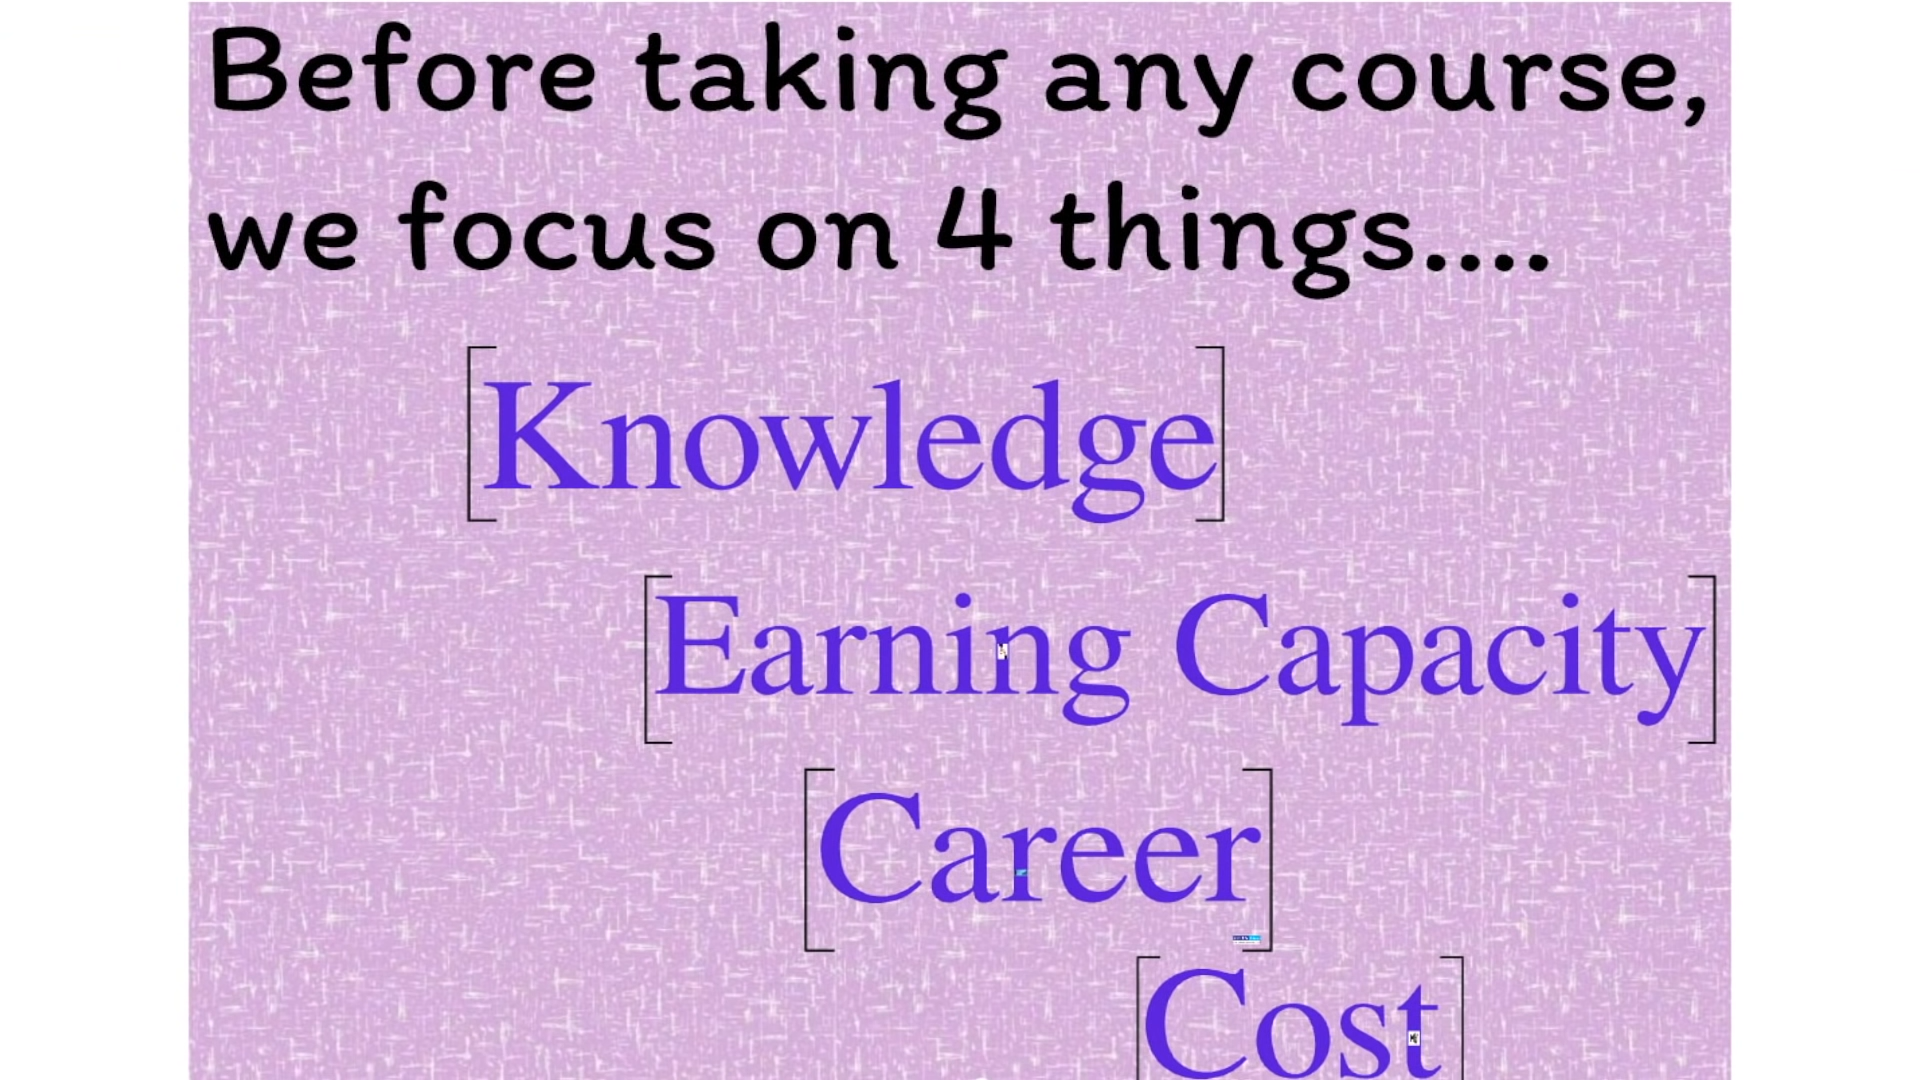 Before taking any course,
we focus on 4 things....
Knowledge
Earning Capacity
Career
Cost